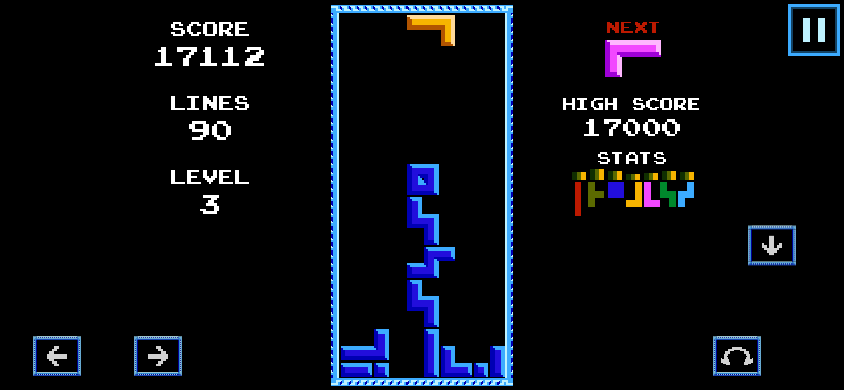 SCORE
17112
LINES
90
LEVEL
3
NEXT
HIGH SCORE
17000
STATS